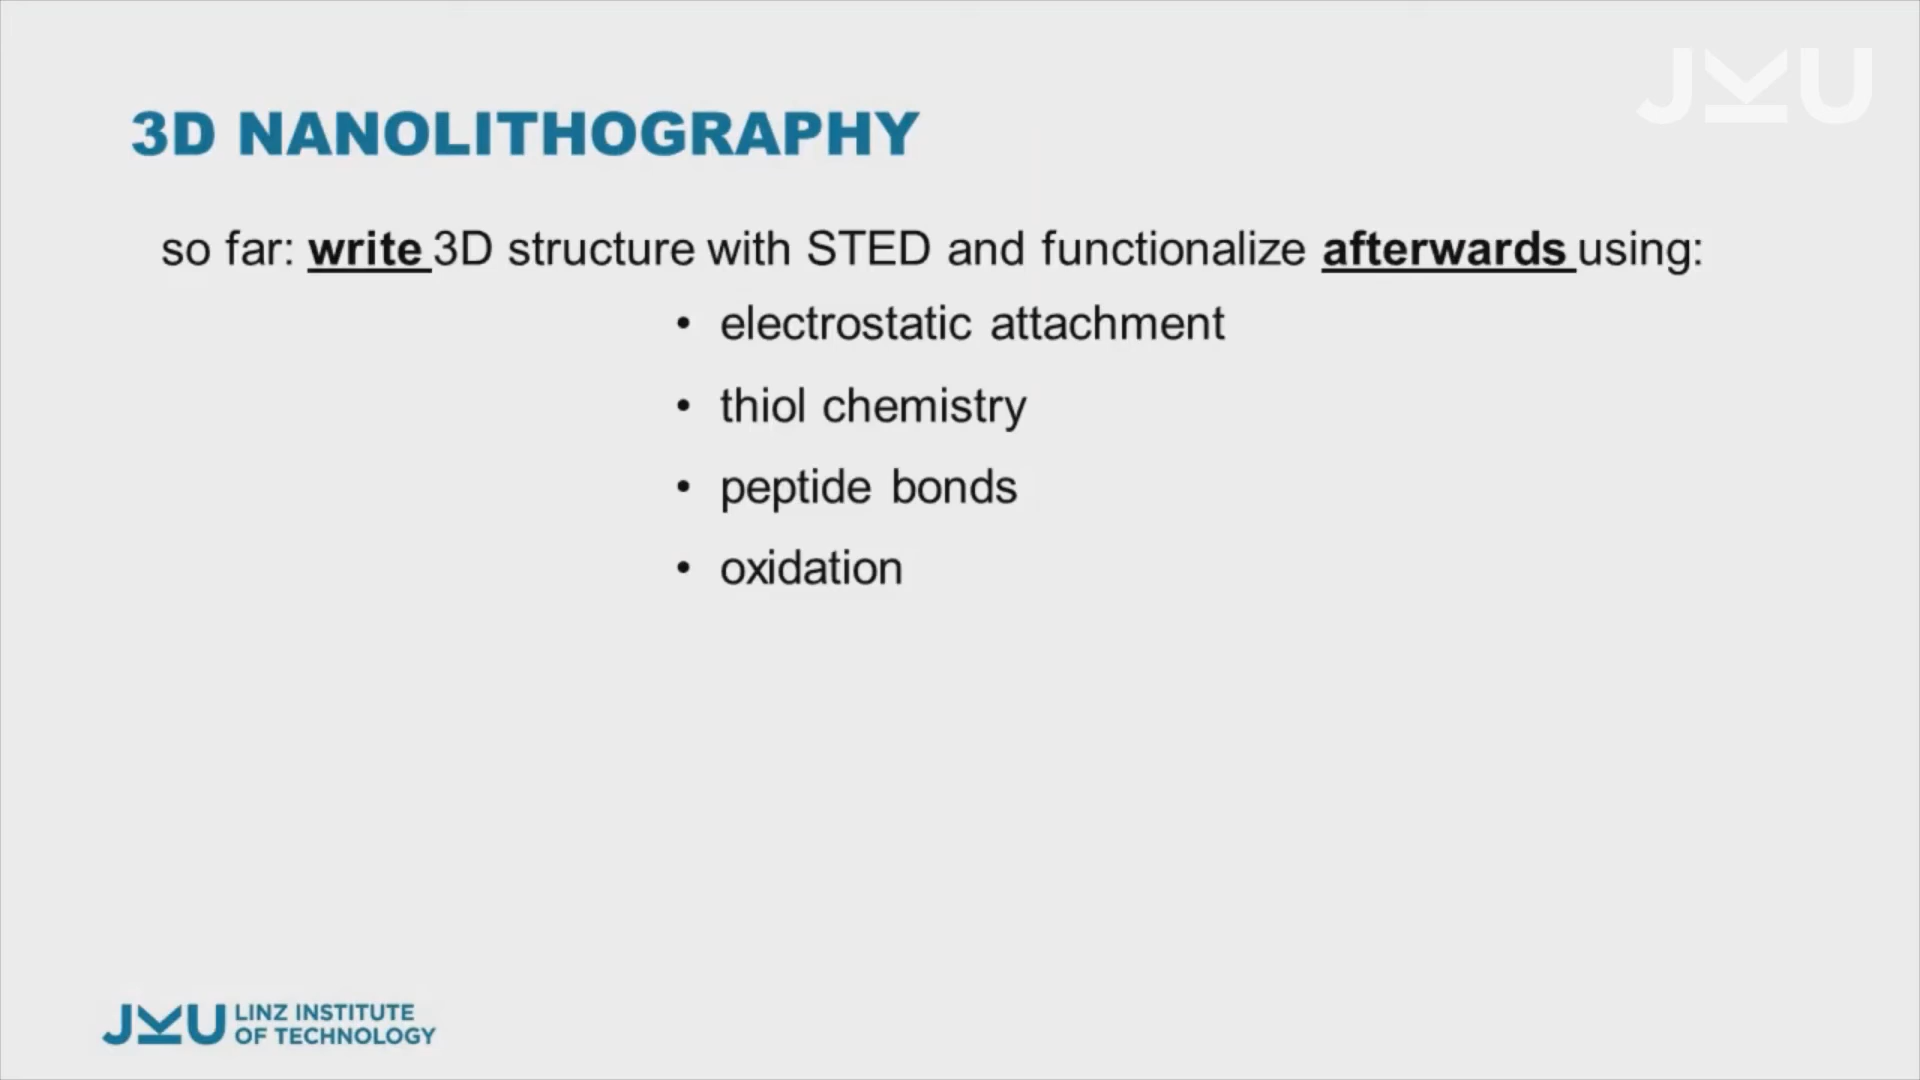 JKU
3D NANOLITHOGRAPHY
so far: write 3D structure with STED and functionalize afterwards using:
• electrostatic attachment
• thiol chemistry
• peptide bonds
• oxidation
JKU LINZ INSTITUTE
OF TECHNOLOGY